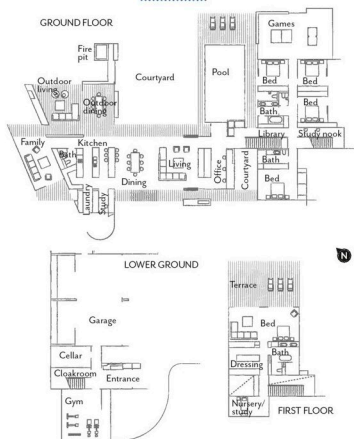 GROUND FLOOR
Games
Fire
pit
Courtyard
Pool
Outdoor
living
Outdoor
dining
Bed
Bed
Bath
Bed
Family
Kitchen
Library
Study nook
Bath
Living
Bath
Dining
Office
Courtyard
Laundry
Study
Bed
LOWER GROUND
N
Terrace
Garage
Bed
Cellar
Bath
Dressing
Cloakroom
Entrance
Gym
Nursery/
study
FIRST FLOOR